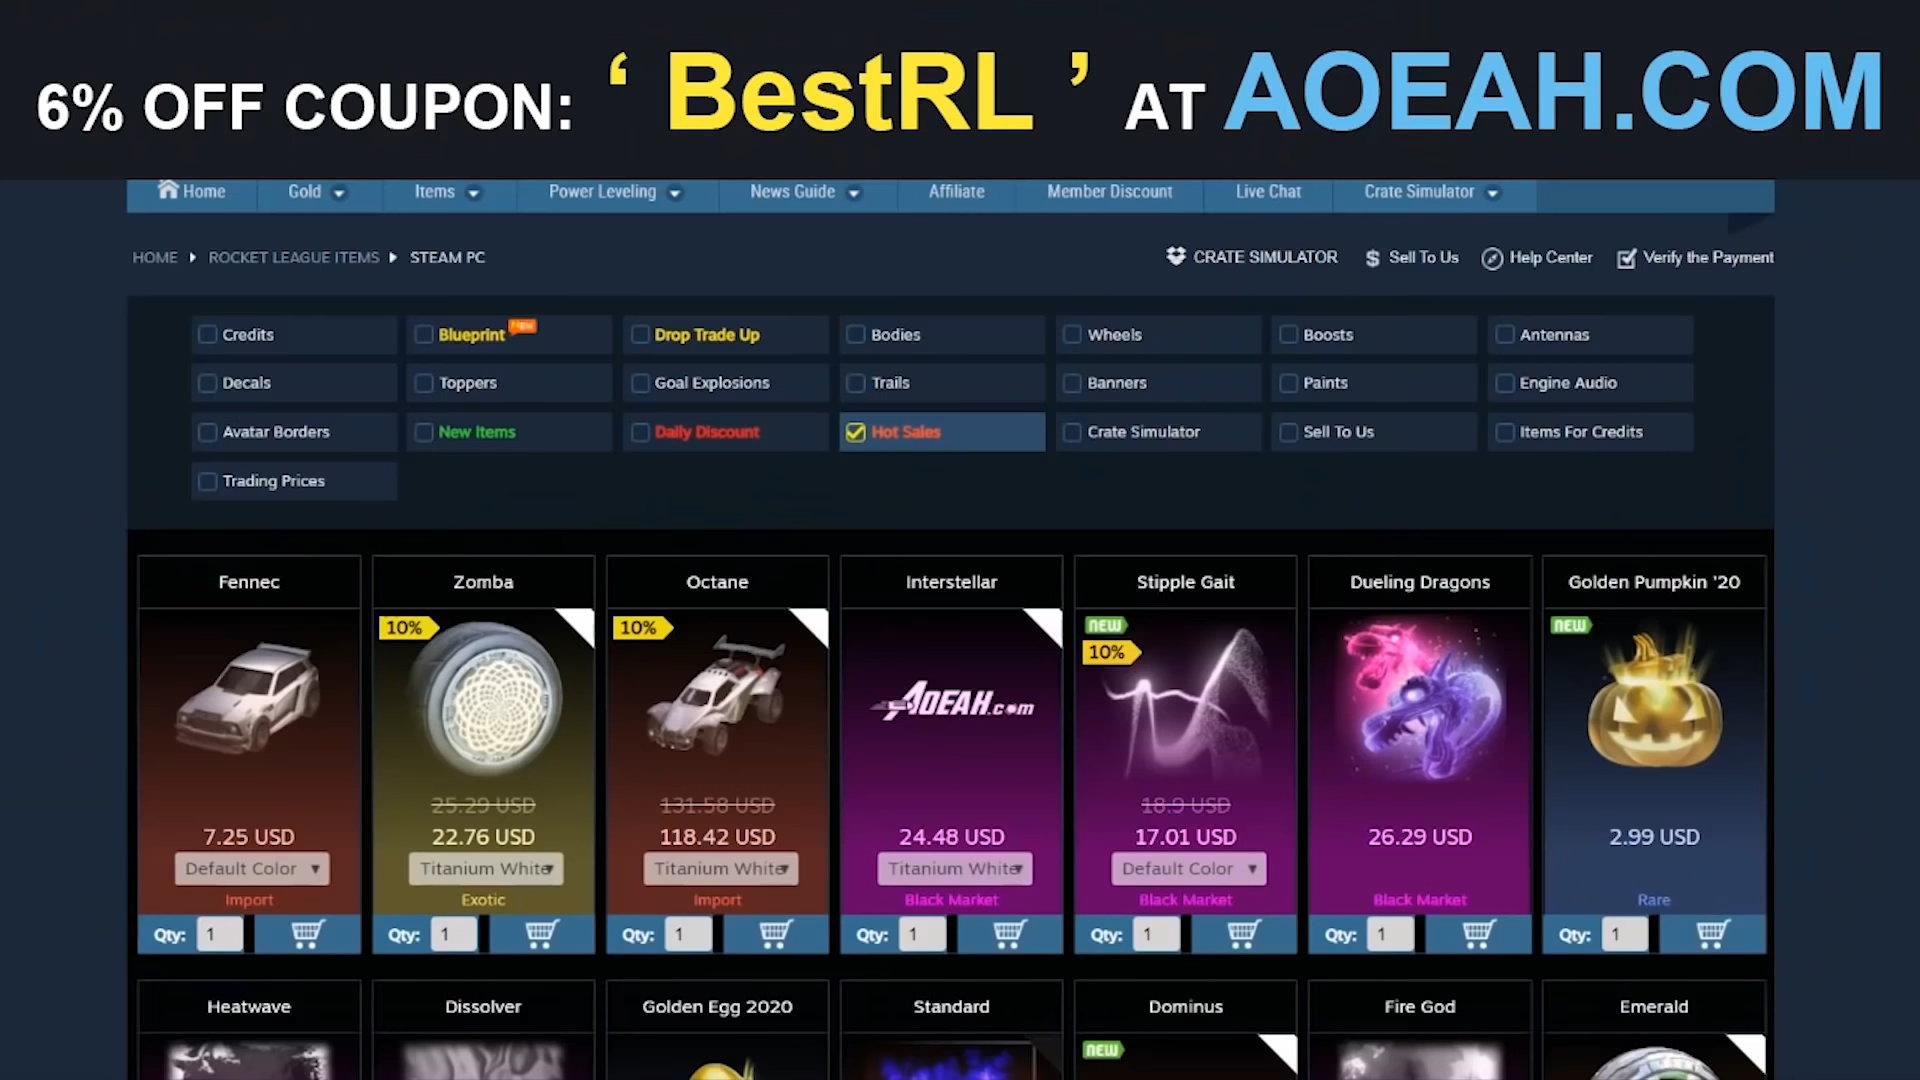 6% OFF COUPON: ‘ BestRL ’ AT AOEAH.COM
Home Gold Items Power Leveling News Guide Affiliate Member Discount Live Chat Crate Simulator
HOME ROCKET LEAGUE ITEMS STEAM PC CRATE SIMULATOR $ Sell To Us Help Center Verify the Payment
Credits Blueprint New Drop Trade Up Bodies Wheels Boosts Antennas
Decals Toppers Goal Explosions Trails Banners Paints Engine Audio
Avatar Borders New Items Daily Discount Hot Sales Crate Simulator Sell To Us Items For Credits
Trading Prices
Fennec Zomba Octane Interstellar Stipple Gait Dueling Dragons Golden Pumpkin '20
10% 10% NEW NEW
10%
AOEAH.com
25.29 USD 131.58 USD 18.9 USD
7.25 USD 22.76 USD 118.42 USD 24.48 USD 17.01 USD 26.29 USD 2.99 USD
Default Color Titanium White Titanium White Titanium White Default Color
Import Exotic Import Black Market Black Market Black Market Rare
Qty: 1 Qty: 1 Qty: 1 Qty: 1 Qty: 1 Qty: 1 Qty: 1
Heatwave Dissolver Golden Egg 2020 Standard Dominus Fire God Emerald
NEW